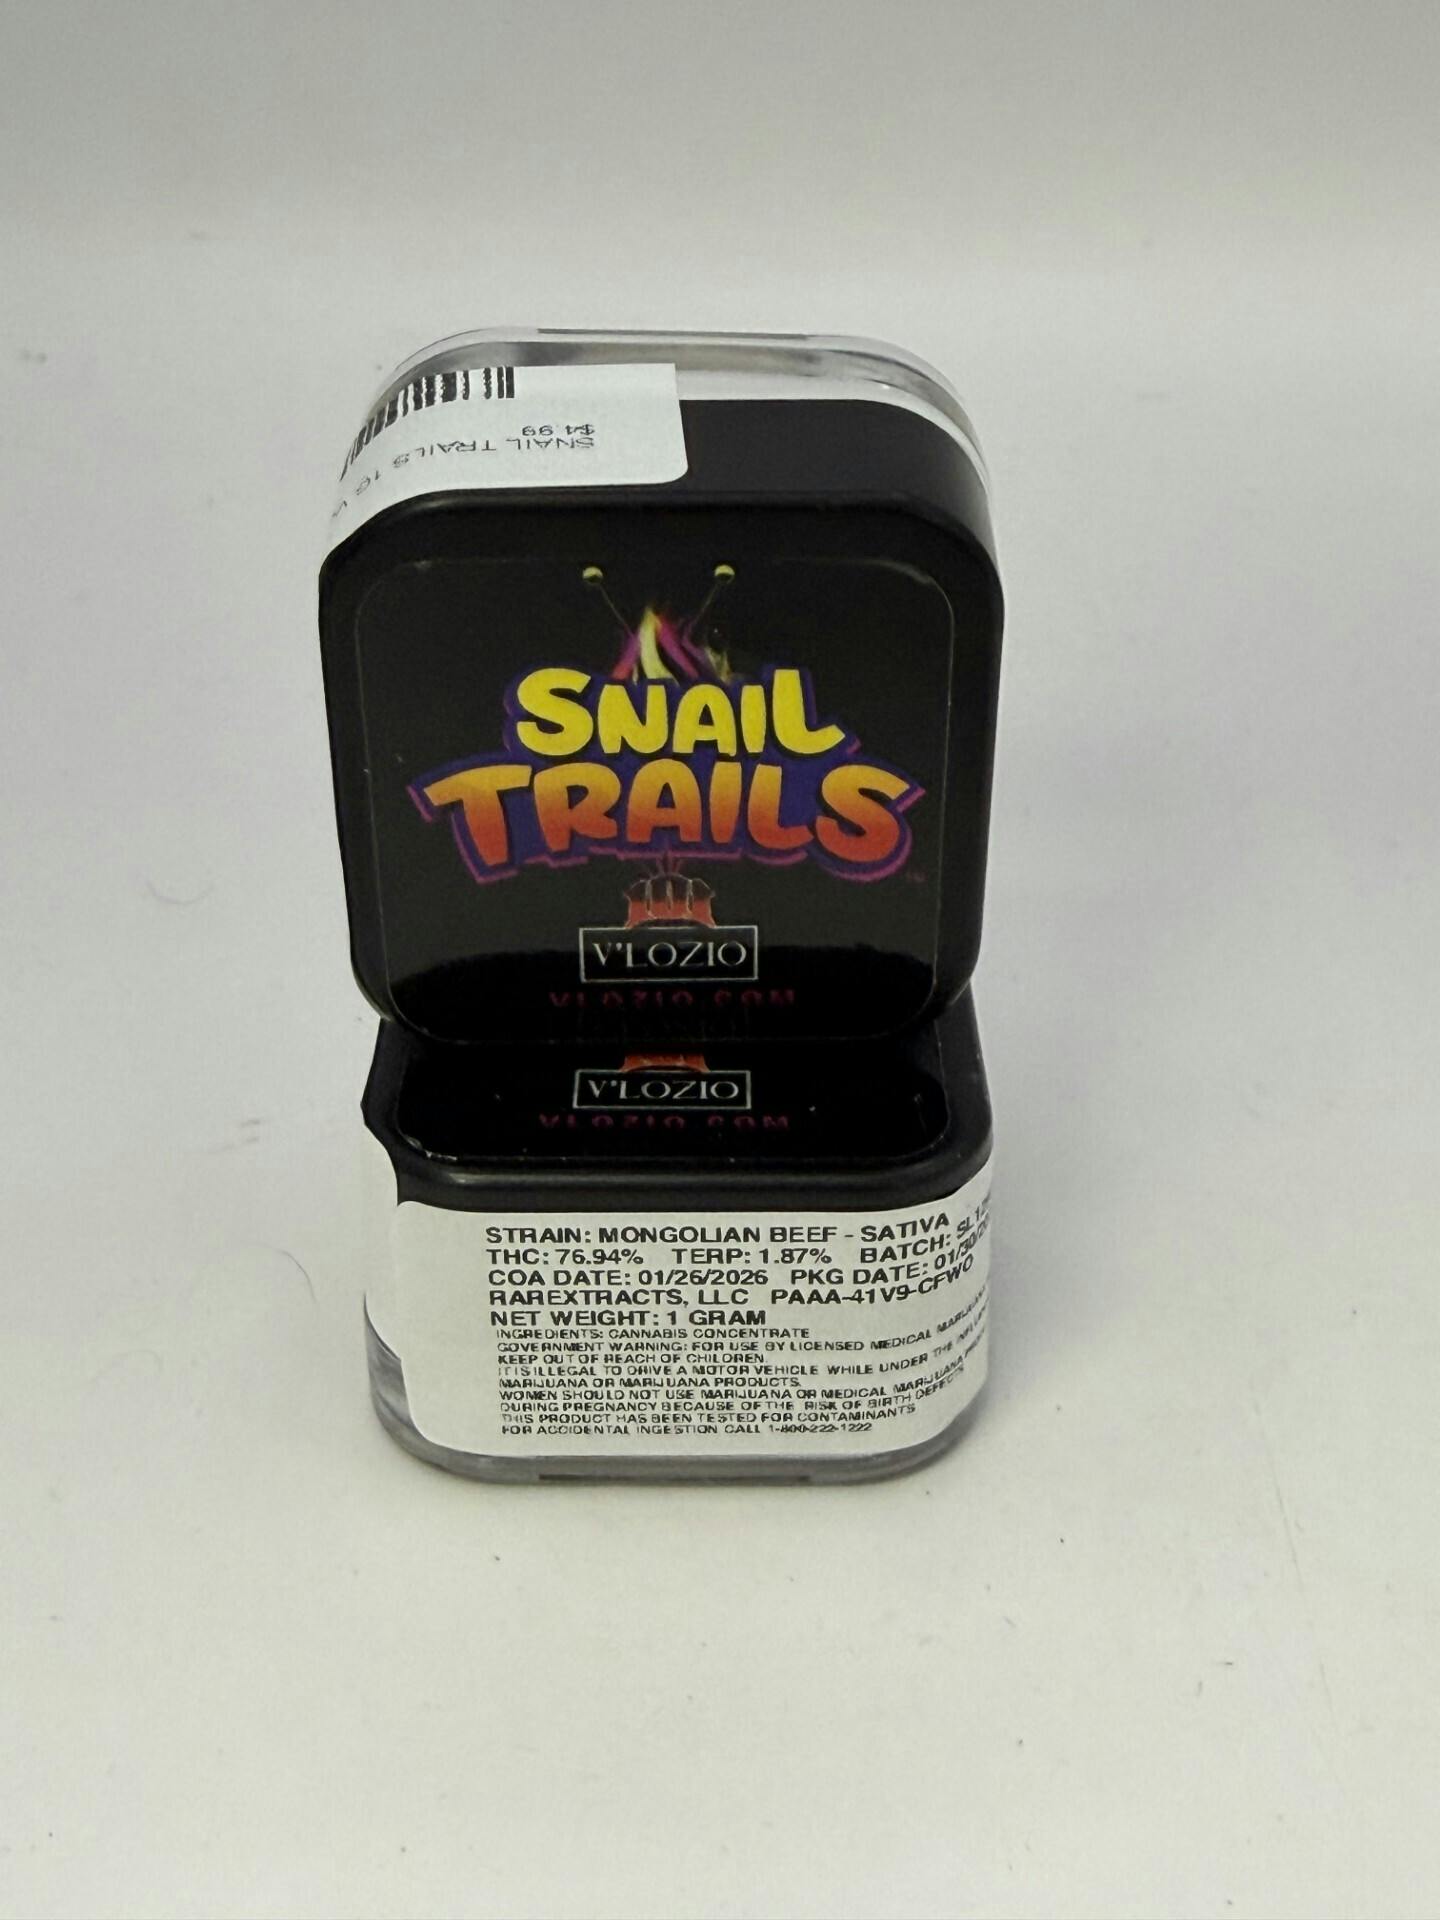 SNAIL TRAILS 1G
$4.99
SNAIL
TRAILS
V'LOZIO
VLOZIO.COM
V'LOZIO
VLOZIO.COM
STRAIN: MONGOLIAN BEEF - SATIVA
THC: 76.94% TERP: 1.87% BATCH:
COA DATE: 01/26/2026 PKG DATE:
RAREXTRACTS, LLC PAAA-41V9-CFWO
NET WEIGHT: 1 GRAM
INGREDIENTS: CANNABIS CONCENTRATE
GOVERNMENT WARNING: FOR USE BY LICENSED MEDICAL MARIJUANA
KEEP OUT OF REACH OF CHILDREN.
IT IS ILLEGAL TO DRIVE A MOTOR VEHICLE WHILE UNDER THE
MARIJUANA OR MARIJUANA PRODUCTS.
WOMEN SHOULD NOT USE MARIJUANA OR MEDICAL MARIJUANA
DURING PREGNANCY BECAUSE OF THE RISK OF BIRTH DEFECTS
THIS PRODUCT HAS BEEN TESTED FOR CONTAMINANTS
FOR ACCIDENTAL INGESTION CALL 1-800-222-1222